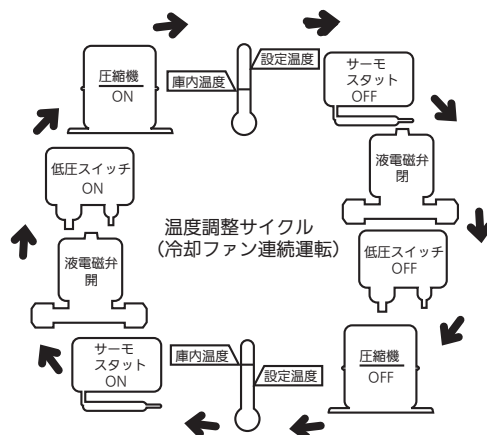 圧縮機
ON
庫内温度
設定温度
サーモ
スタット
OFF
液電磁弁
閉
低圧スイッチ
OFF
圧縮機
OFF
庫内温度
設定温度
サーモ
スタット
ON
液電磁弁
開
低圧スイッチ
ON
温度調整サイクル
（冷却ファン連続運転）